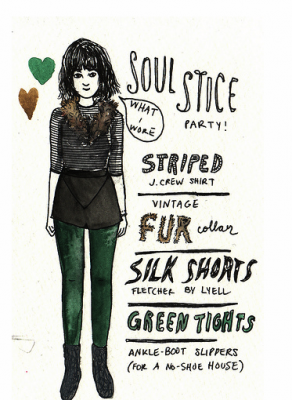 SOUL STICE
PARTY!
WHAT I WORE
STRIPED
J. CREW SHIRT
VINTAGE
FUR collar
SILK SHORTS
FLETCHER BY LYELL
GREEN TIGHTS
ANKLE-BOOT SLIPPERS
(FOR A NO-SHOE HOUSE)